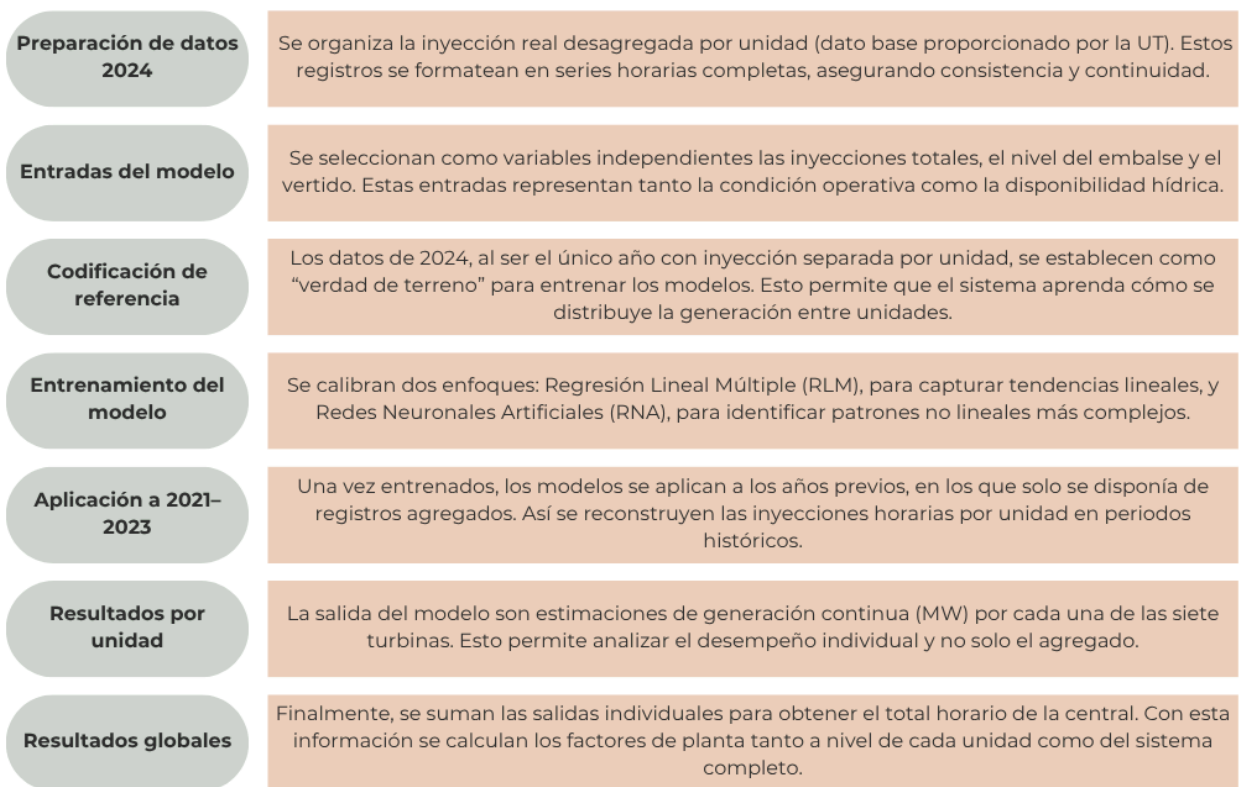 Preparación de datos
2024
Se organiza la inyección real desagregada por unidad (dato base proporcionado por la UT). Estos
registros se formatean en series horarias completas, asegurando consistencia y continuidad.
Entradas del modelo
Se seleccionan como variables independientes las inyecciones totales, el nivel del embalse y el
vertido. Estas entradas representan tanto la condición operativa como la disponibilidad hídrica.
Codificación de
referencia
Los datos de 2024, al ser el único año con inyección separada por unidad, se establecen como
“verdad de terreno” para entrenar los modelos. Esto permite que el sistema aprenda cómo se
distribuye la generación entre unidades.
Entrenamiento del
modelo
Se calibran dos enfoques: Regresión Lineal Múltiple (RLM), para capturar tendencias lineales, y
Redes Neuronales Artificiales (RNA), para identificar patrones no lineales más complejos.
Aplicación a 2021–
2023
Una vez entrenados, los modelos se aplican a los años previos, en los que solo se disponía de
registros agregados. Así se reconstruyen las inyecciones horarias por unidad en periodos
históricos.
Resultados por
unidad
La salida del modelo son estimaciones de generación continua (MW) por cada una de las siete
turbinas. Esto permite analizar el desempeño individual y no solo el agregado.
Resultados globales
Finalmente, se suman las salidas individuales para obtener el total horario de la central. Con esta
información se calculan los factores de planta tanto a nivel de cada unidad como del sistema
completo.